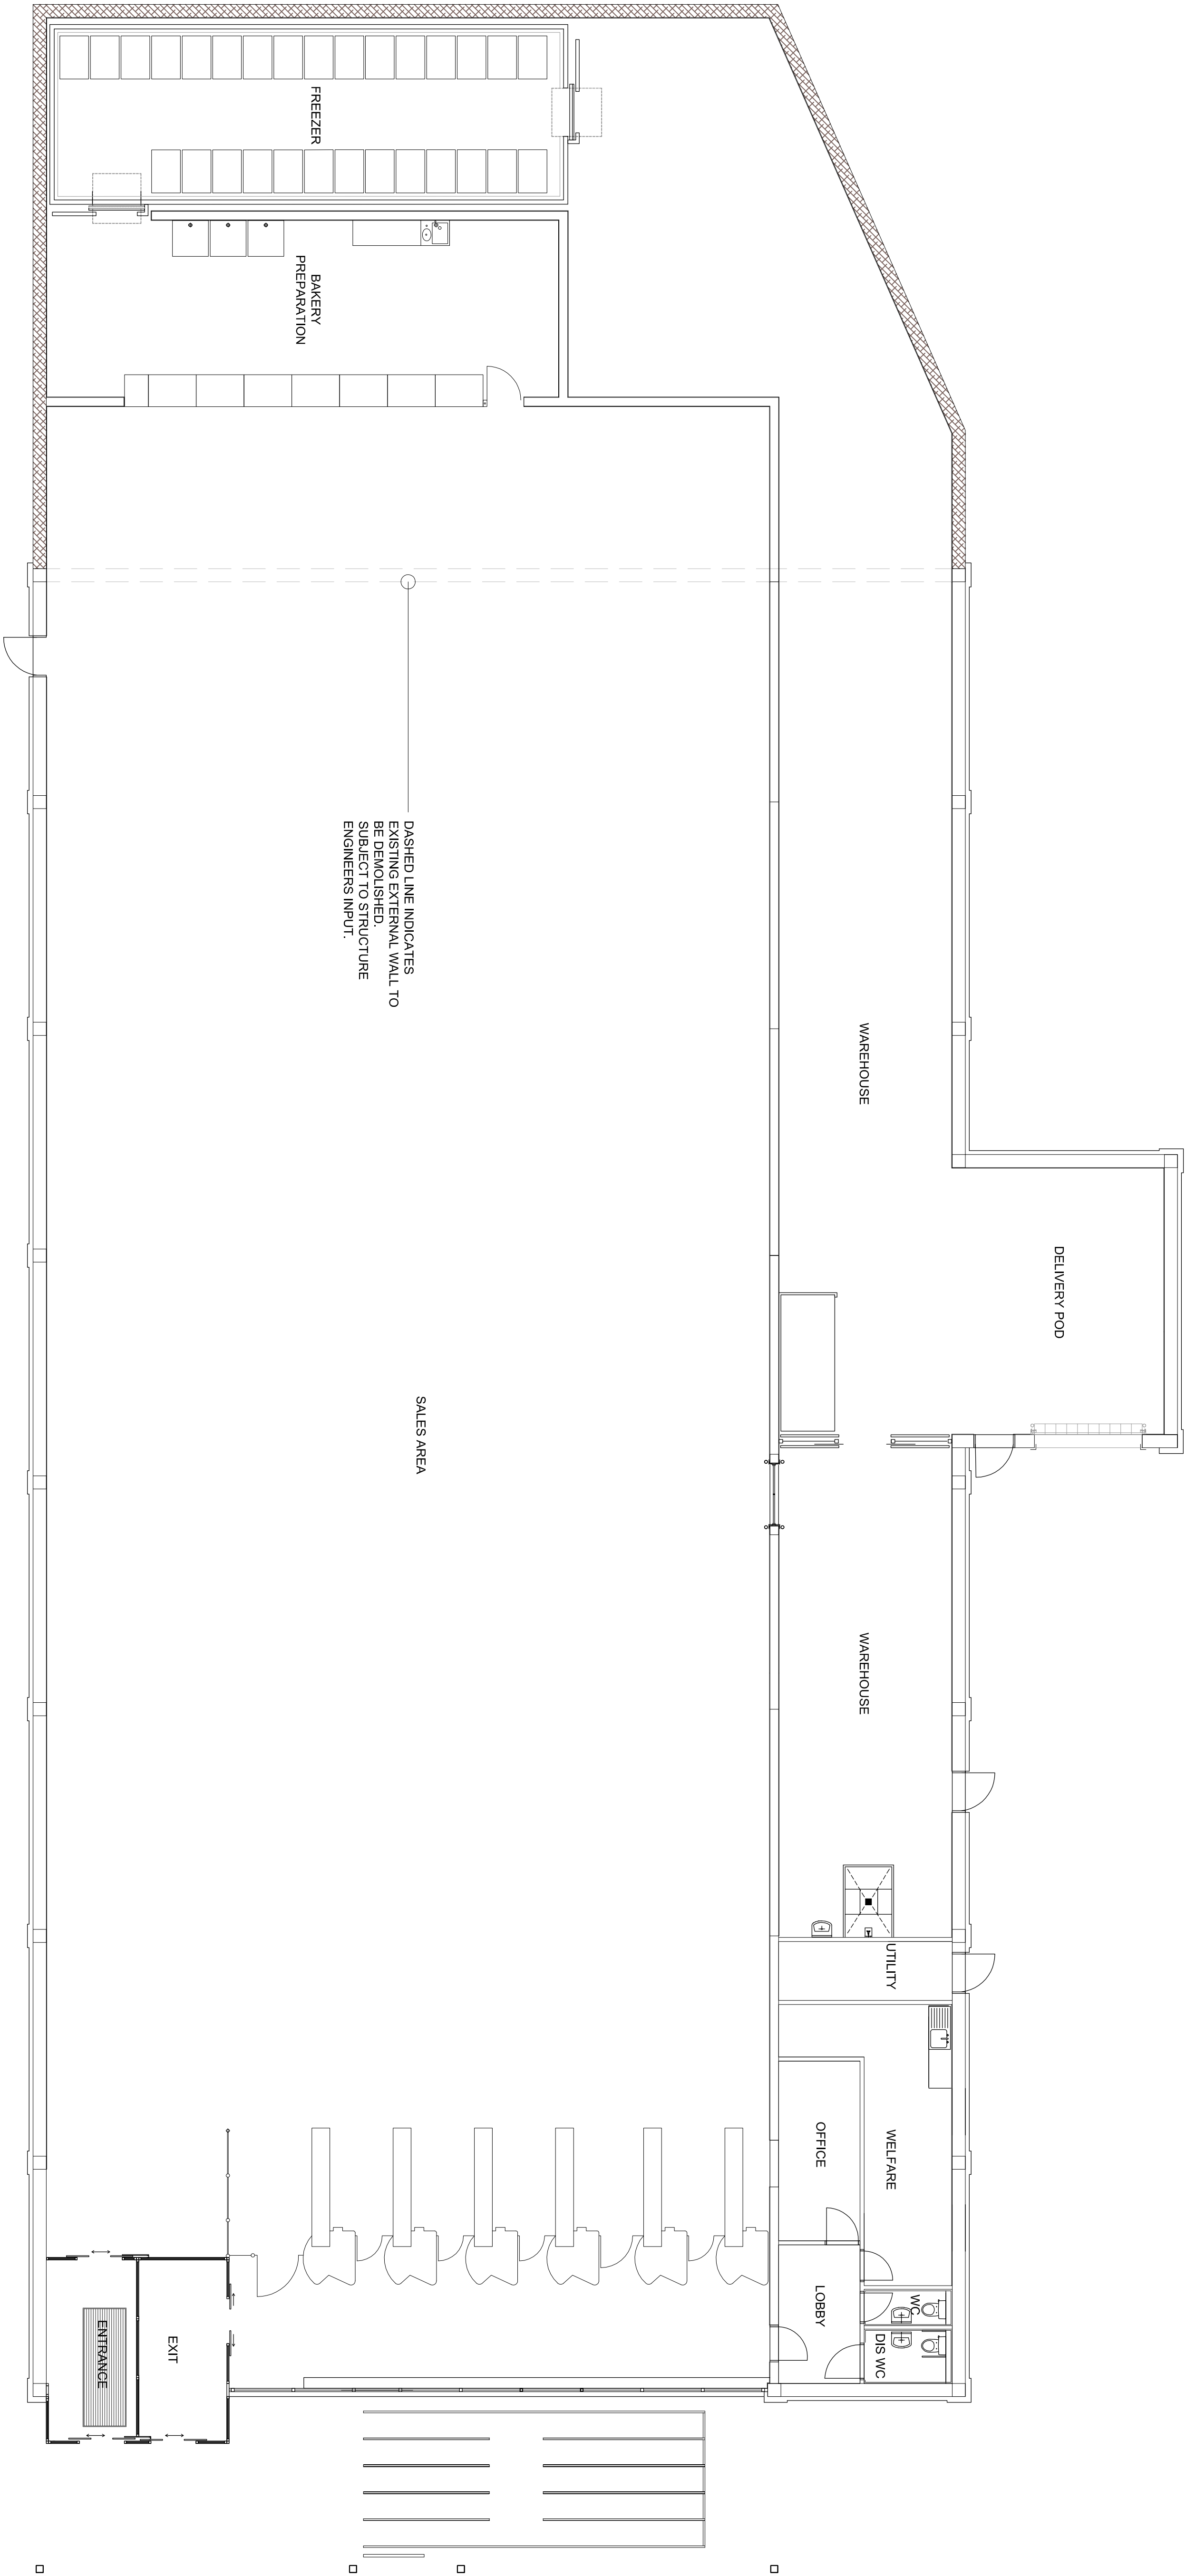 FREEZER
BAKERY
PREPARATION
DASHED LINE INDICATES
EXISTING EXTERNAL WALL TO
BE DEMOLISHED.
SUBJECT TO STRUCTURE
ENGINEERS INPUT.
WAREHOUSE
DELIVERY POD
SALES AREA
WAREHOUSE
UTILITY
OFFICE
WELFARE
LOBBY
WC
DIS WC
ENTRANCE
EXIT